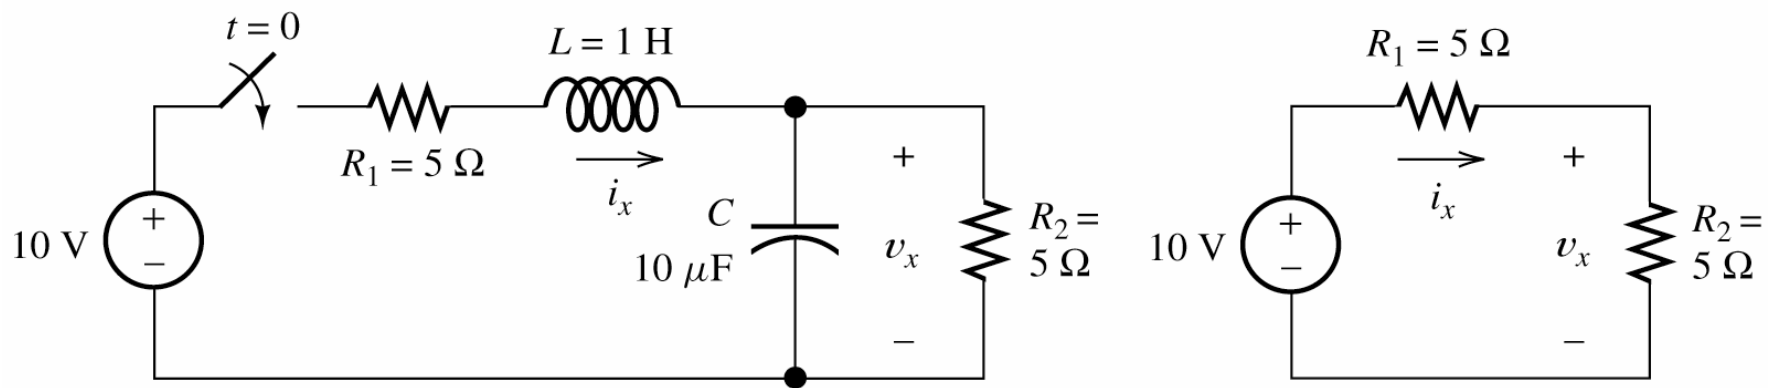 t = 0
L = 1 H
R₁ = 5 Ω
iₓ
10 V
+
−
C
10 μF
+
vₓ
−
R₂ =
5 Ω
R₁ = 5 Ω
iₓ
10 V
+
−
+
vₓ
−
R₂ =
5 Ω